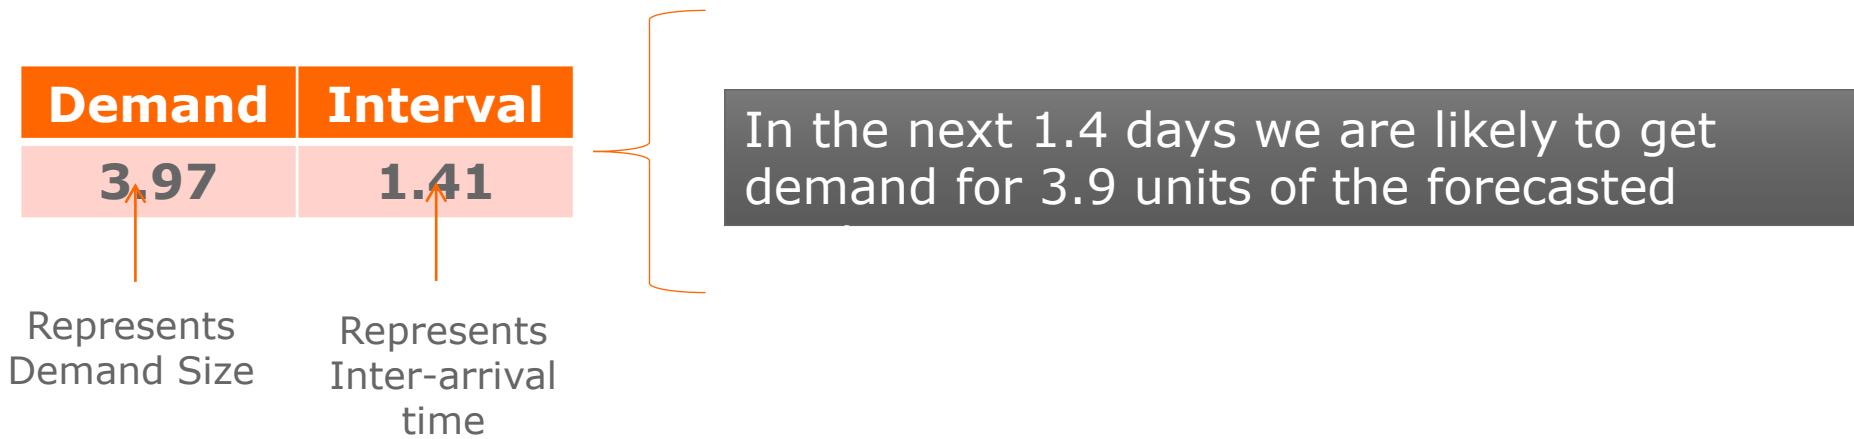 Demand Interval
3.97 1.41
Represents
Demand Size
Represents
Inter-arrival
time
In the next 1.4 days we are likely to get
demand for 3.9 units of the forecasted